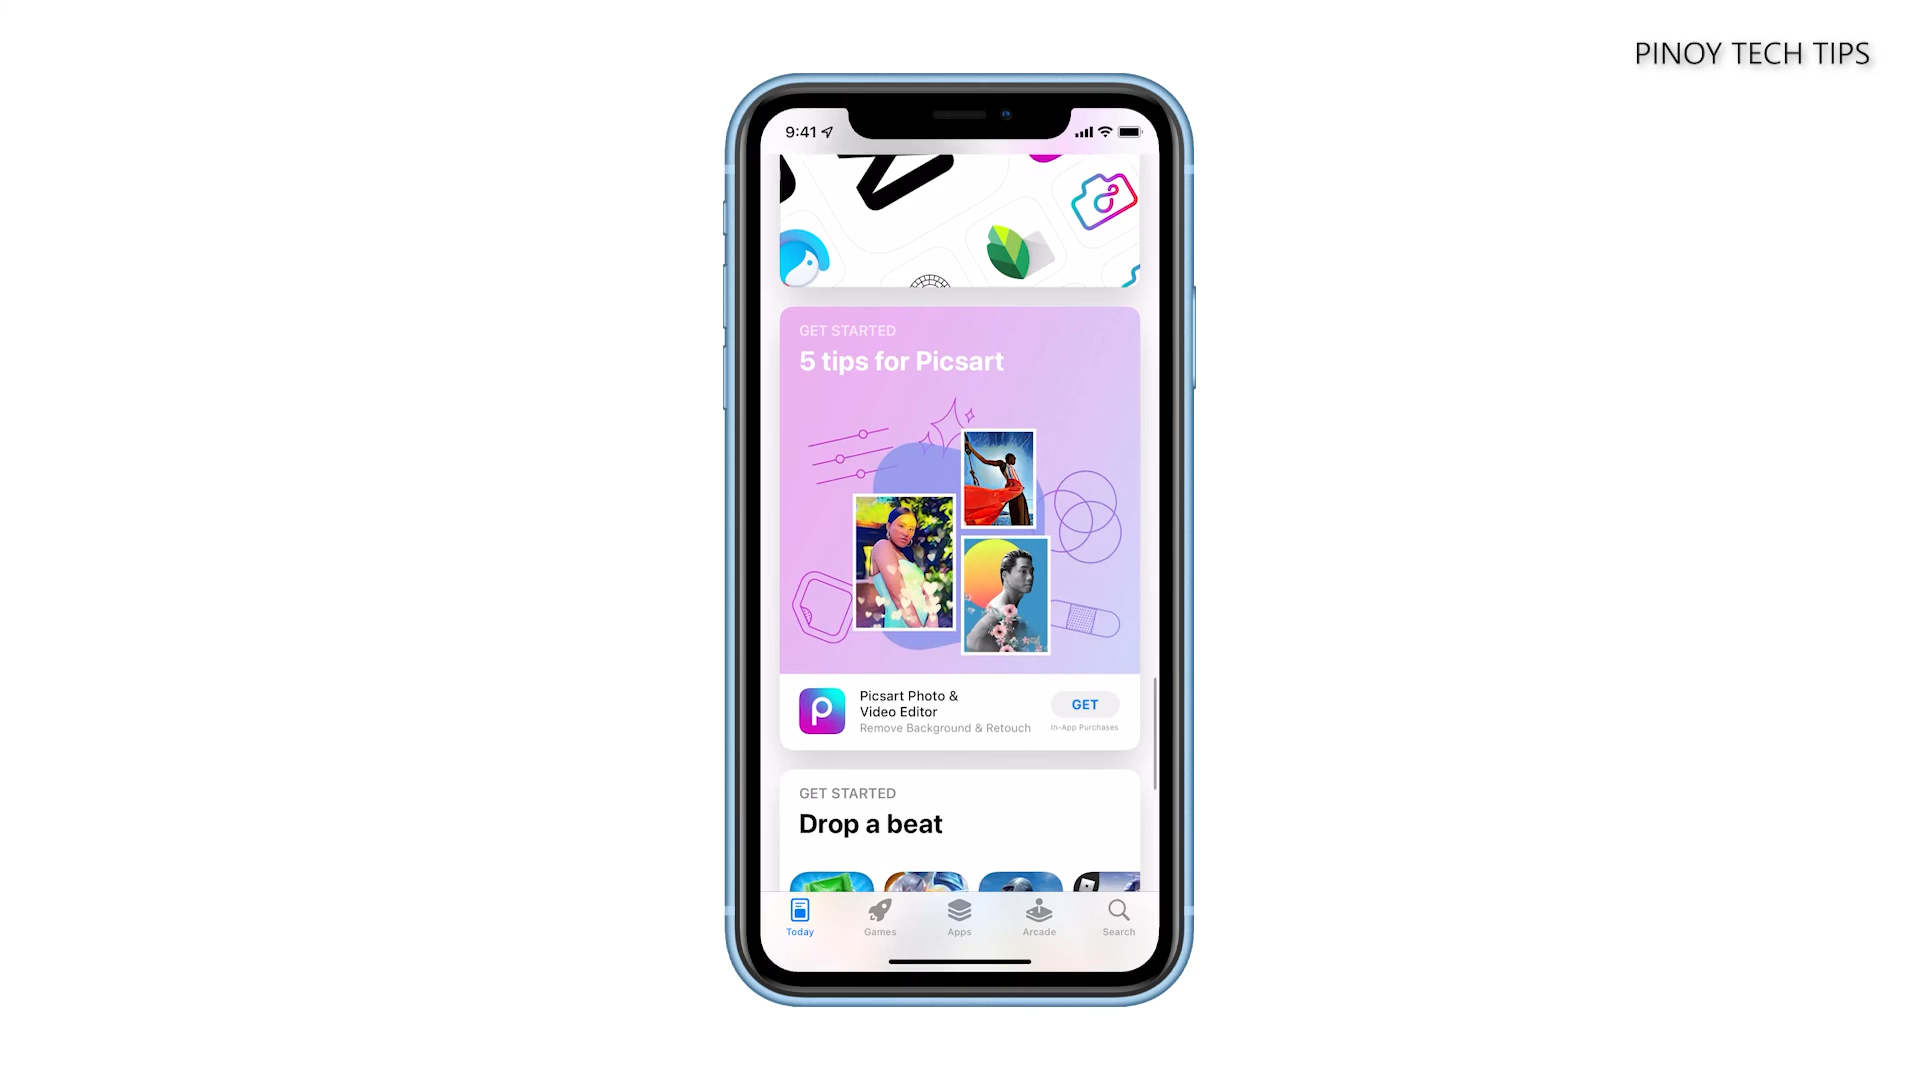 PINOY TECH TIPS
9:41
GET STARTED
5 tips for Picsart
Picsart Photo &
Video Editor
Remove Background & Retouch
GET
In-App Purchases
GET STARTED
Drop a beat
Today
Games
Apps
Arcade
Search